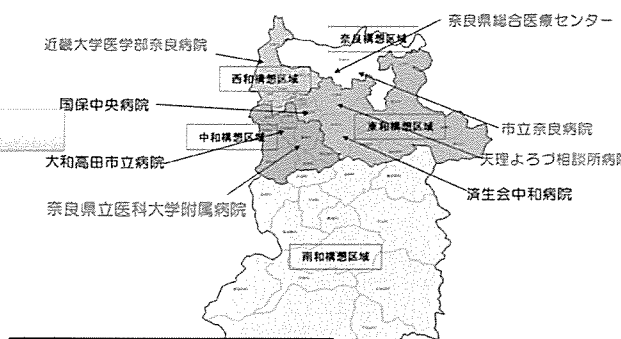 奈良県総合医療センター
奈良構想区域
近畿大学医学部奈良病院
西和構想区域
国保中央病院
東和構想区域
市立奈良病院
中和構想区域
大和高田市立病院
天理よろづ相談所病院
済生会中和病院
奈良県立医科大学附属病院
南和構想区域